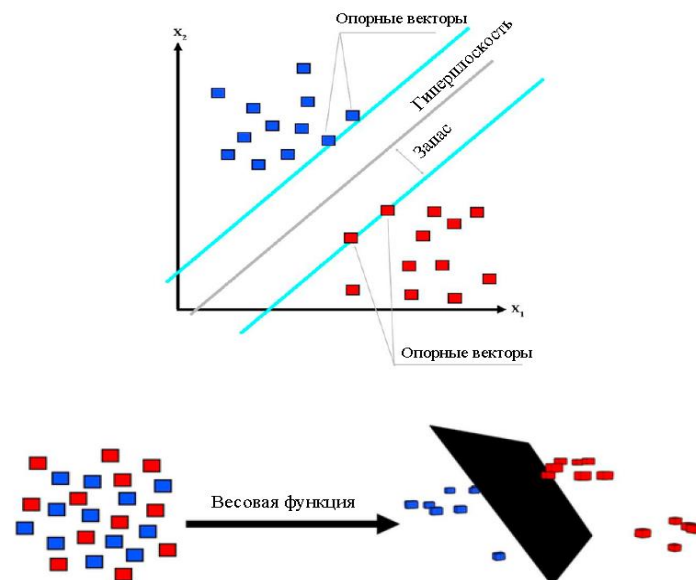 Опорные векторы
x₂
Гиперплоскость
Запас
x₁
Опорные векторы
Весовая функция